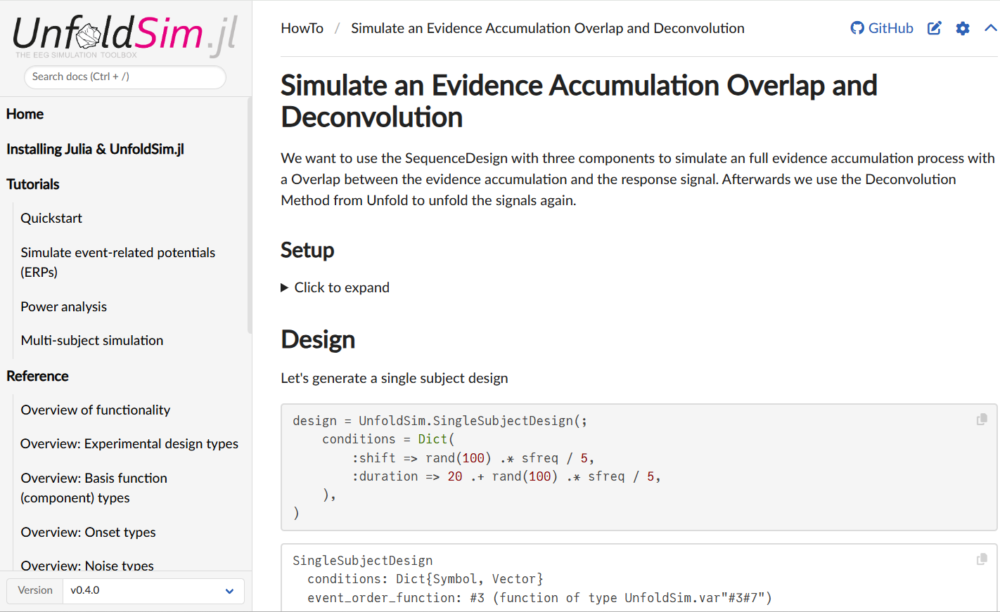 UnfoldSim.jl
THE EEG SIMULATION TOOLBOX
Search docs (Ctrl + /)
Home
Installing Julia & UnfoldSim.jl
Tutorials
Quickstart
Simulate event-related potentials
(ERPs)
Power analysis
Multi-subject simulation
Reference
Overview of functionality
Overview: Experimental design types
Overview: Basis function
(component) types
Overview: Onset types
Overview: Noise types
Version v0.4.0
HowTo / Simulate an Evidence Accumulation Overlap and Deconvolution
GitHub
Simulate an Evidence Accumulation Overlap and
Deconvolution
We want to use the SequenceDesign with three components to simulate an full evidence accumulation process with
a Overlap between the evidence accumulation and the response signal. Afterwards we use the Deconvolution
Method from Unfold to unfold the signals again.
Setup
Click to expand
Design
Let's generate a single subject design
design = UnfoldSim.SingleSubjectDesign(;
    conditions = Dict(
        :shift => rand(100) .* sfreq / 5,
        :duration => 20 .+ rand(100) .* sfreq / 5,
    ),
)
SingleSubjectDesign
  conditions: Dict{Symbol, Vector}
  event_order_function: #3 (function of type UnfoldSim.var"#3#7")